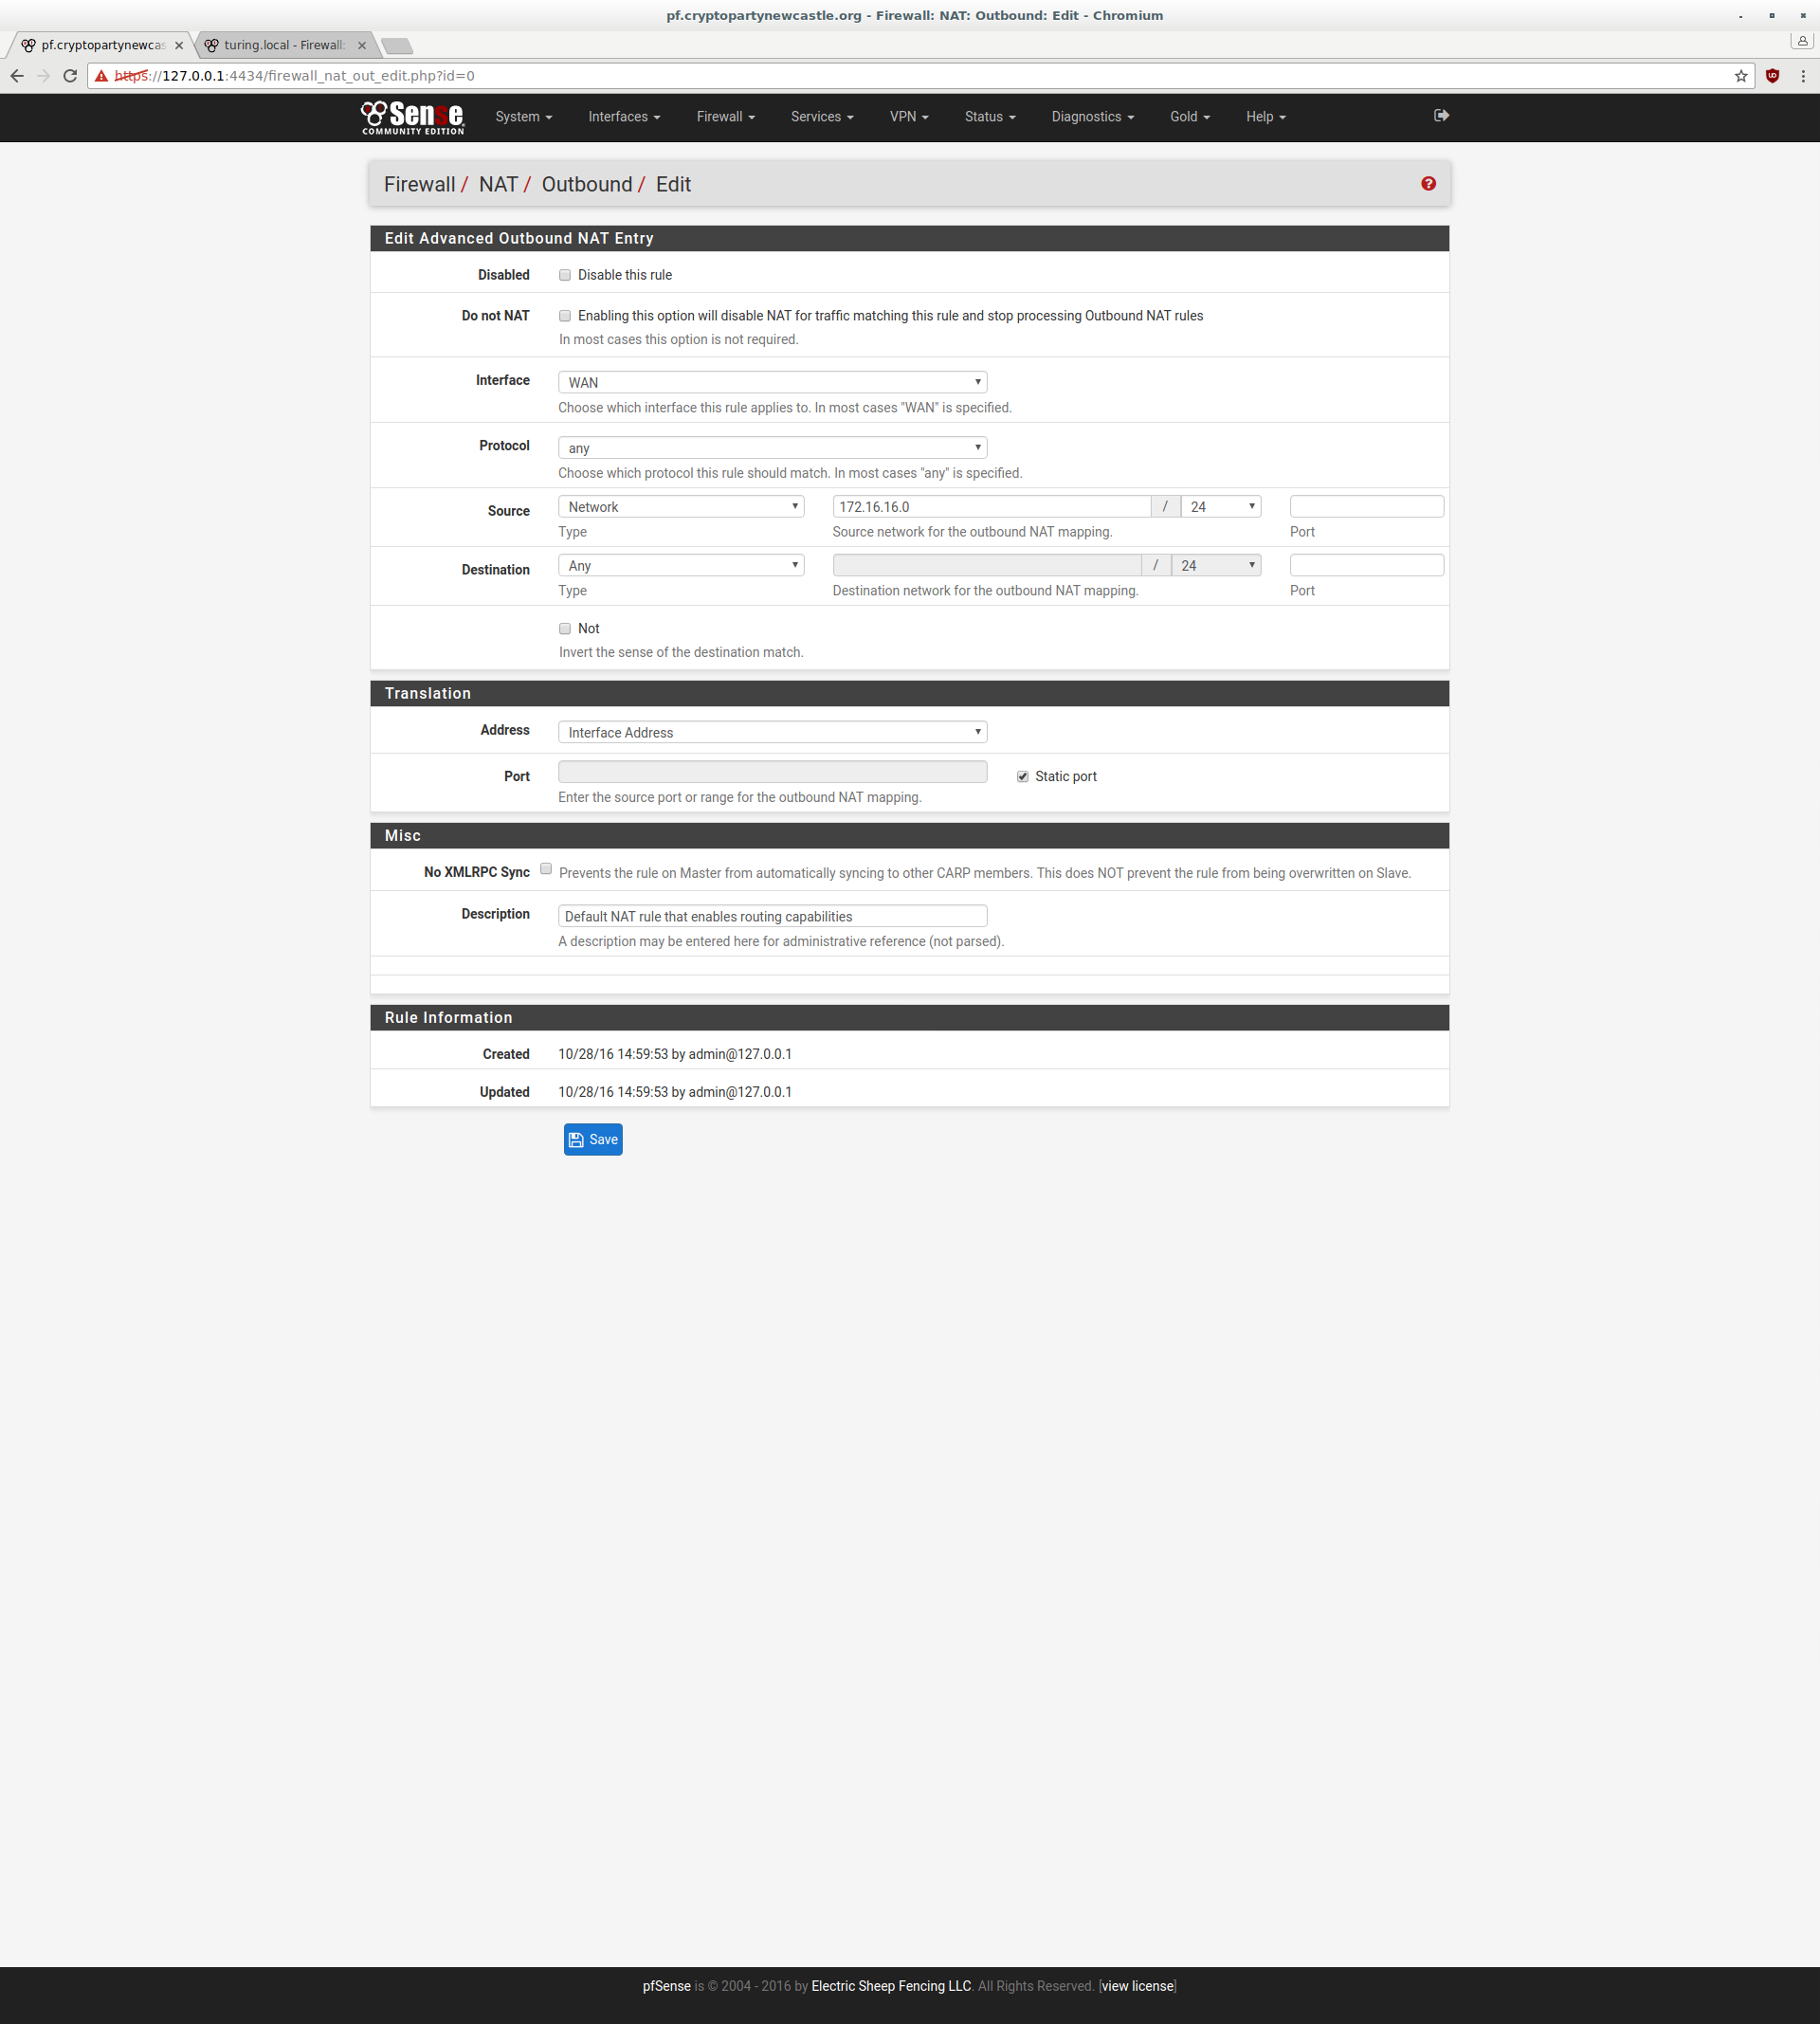 pf.cryptopartynewcastle.org - Firewall: NAT: Outbound: Edit - Chromium
pf.cryptopartynewcas turing.local - Firewall:
https://127.0.0.1:4434/firewall_nat_out_edit.php?id=0
Sense System Interfaces Firewall Services VPN Status Diagnostics Gold Help
COMMUNITY EDITION
Firewall / NAT / Outbound / Edit
Edit Advanced Outbound NAT Entry
Disabled Disable this rule
Do not NAT Enabling this option will disable NAT for traffic matching this rule and stop processing Outbound NAT rules
In most cases this option is not required.
Interface WAN
Choose which interface this rule applies to. In most cases "WAN" is specified.
Protocol any
Choose which protocol this rule should match. In most cases "any" is specified.
Source Network 172.16.16.0 / 24
Type Source network for the outbound NAT mapping. Port
Destination Any / 24
Type Destination network for the outbound NAT mapping. Port
Not
Invert the sense of the destination match.
Translation
Address Interface Address
Port Static port
Enter the source port or range for the outbound NAT mapping.
Misc
No XMLRPC Sync Prevents the rule on Master from automatically syncing to other CARP members. This does NOT prevent the rule from being overwritten on Slave.
Description Default NAT rule that enables routing capabilities
A description may be entered here for administrative reference (not parsed).
Rule Information
Created 10/28/16 14:59:53 by admin@127.0.0.1
Updated 10/28/16 14:59:53 by admin@127.0.0.1
Save
pfSense is © 2004 - 2016 by Electric Sheep Fencing LLC. All Rights Reserved. [view license]